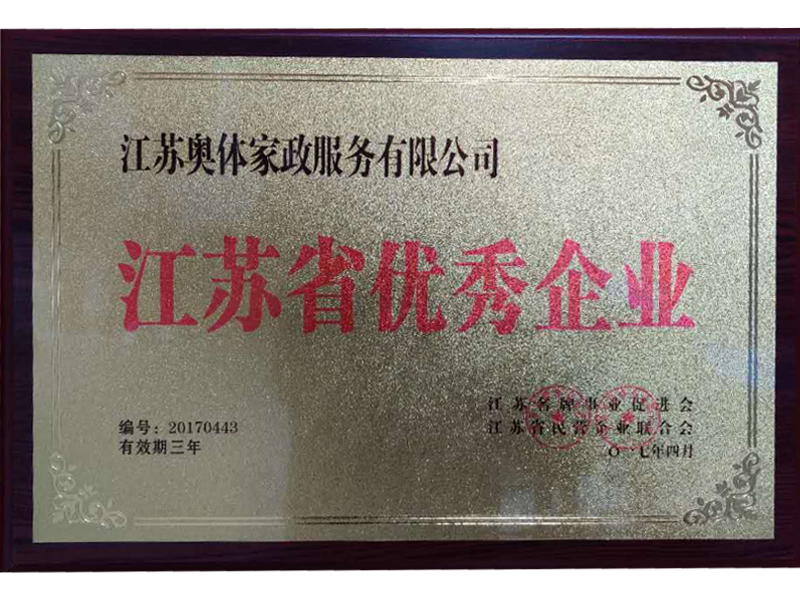 江苏奥体家政服务有限公司
江苏省优秀企业
编号：20170443
有效期三年
江苏名牌事业促进会
江苏省民营企业联合会
〇一七年四月